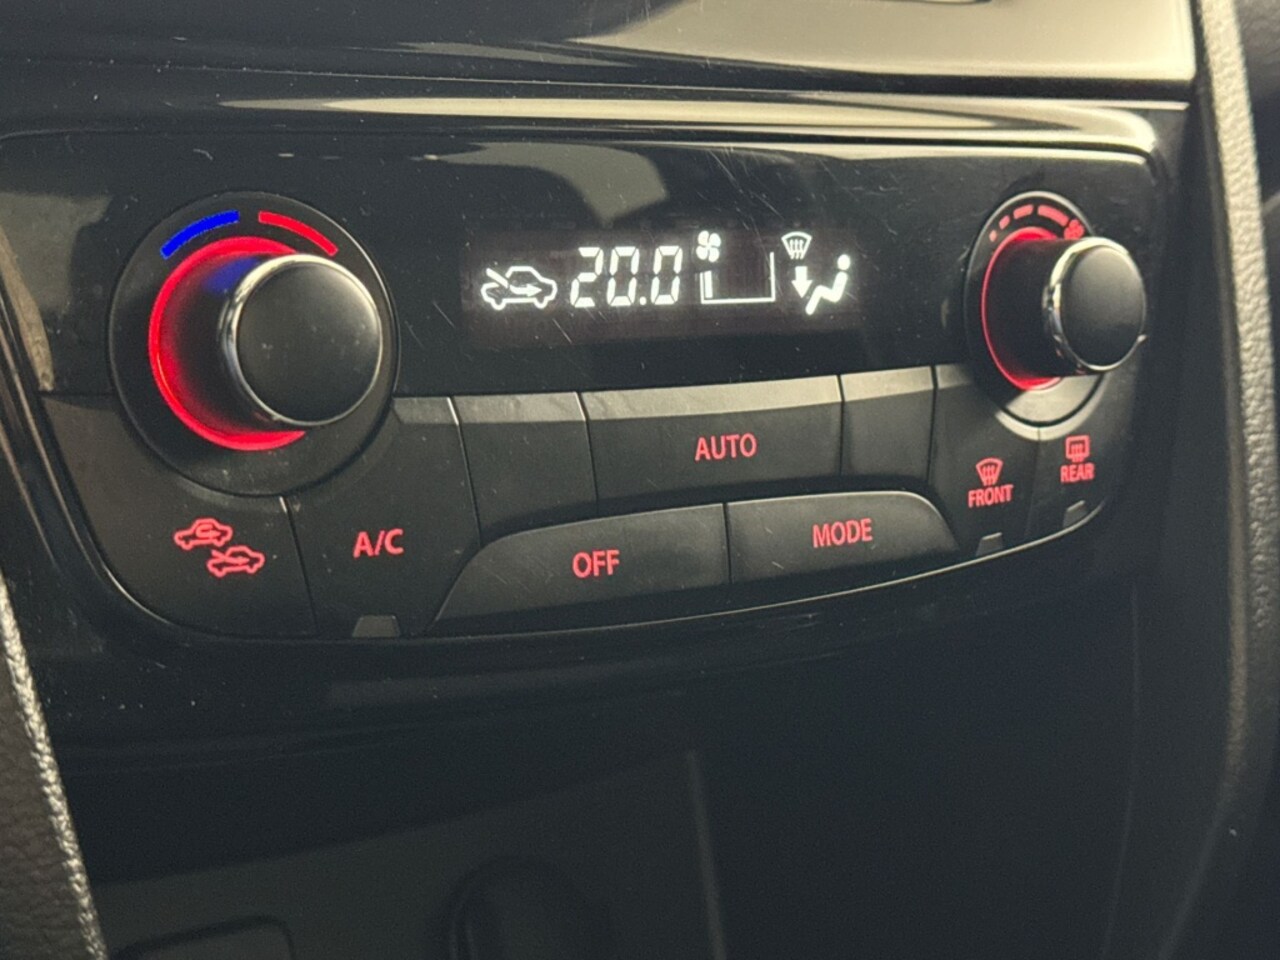 20.0
AUTO
A/C
OFF
MODE
FRONT
REAR